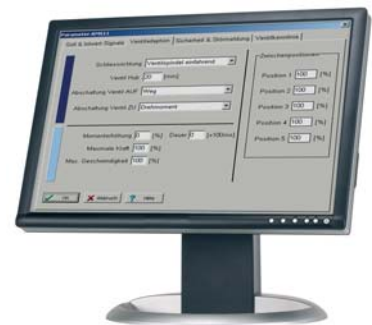 Parameter
Soll & Istwert Signale
Ventiladaption
Sicherheit & Störmeldung
Ventilkennlinie
Schliessrichtung Ventilspindel einfahrend
Ventil Hub 20 [mm]
Abschaltung Ventil AUF Weg
Abschaltung Ventil ZU Drehmoment
Momenterhöhung 0 [%] Dauer 0 [x100ms]
Maximale Kraft 100 [%]
Max. Geschwindigkeit 100 [%]
Zwischenpositionen
Position 1 100 [%]
Position 2 100 [%]
Position 3 100 [%]
Position 4 100 [%]
Position 5 100 [%]
OK
Abbruch
Hilfe